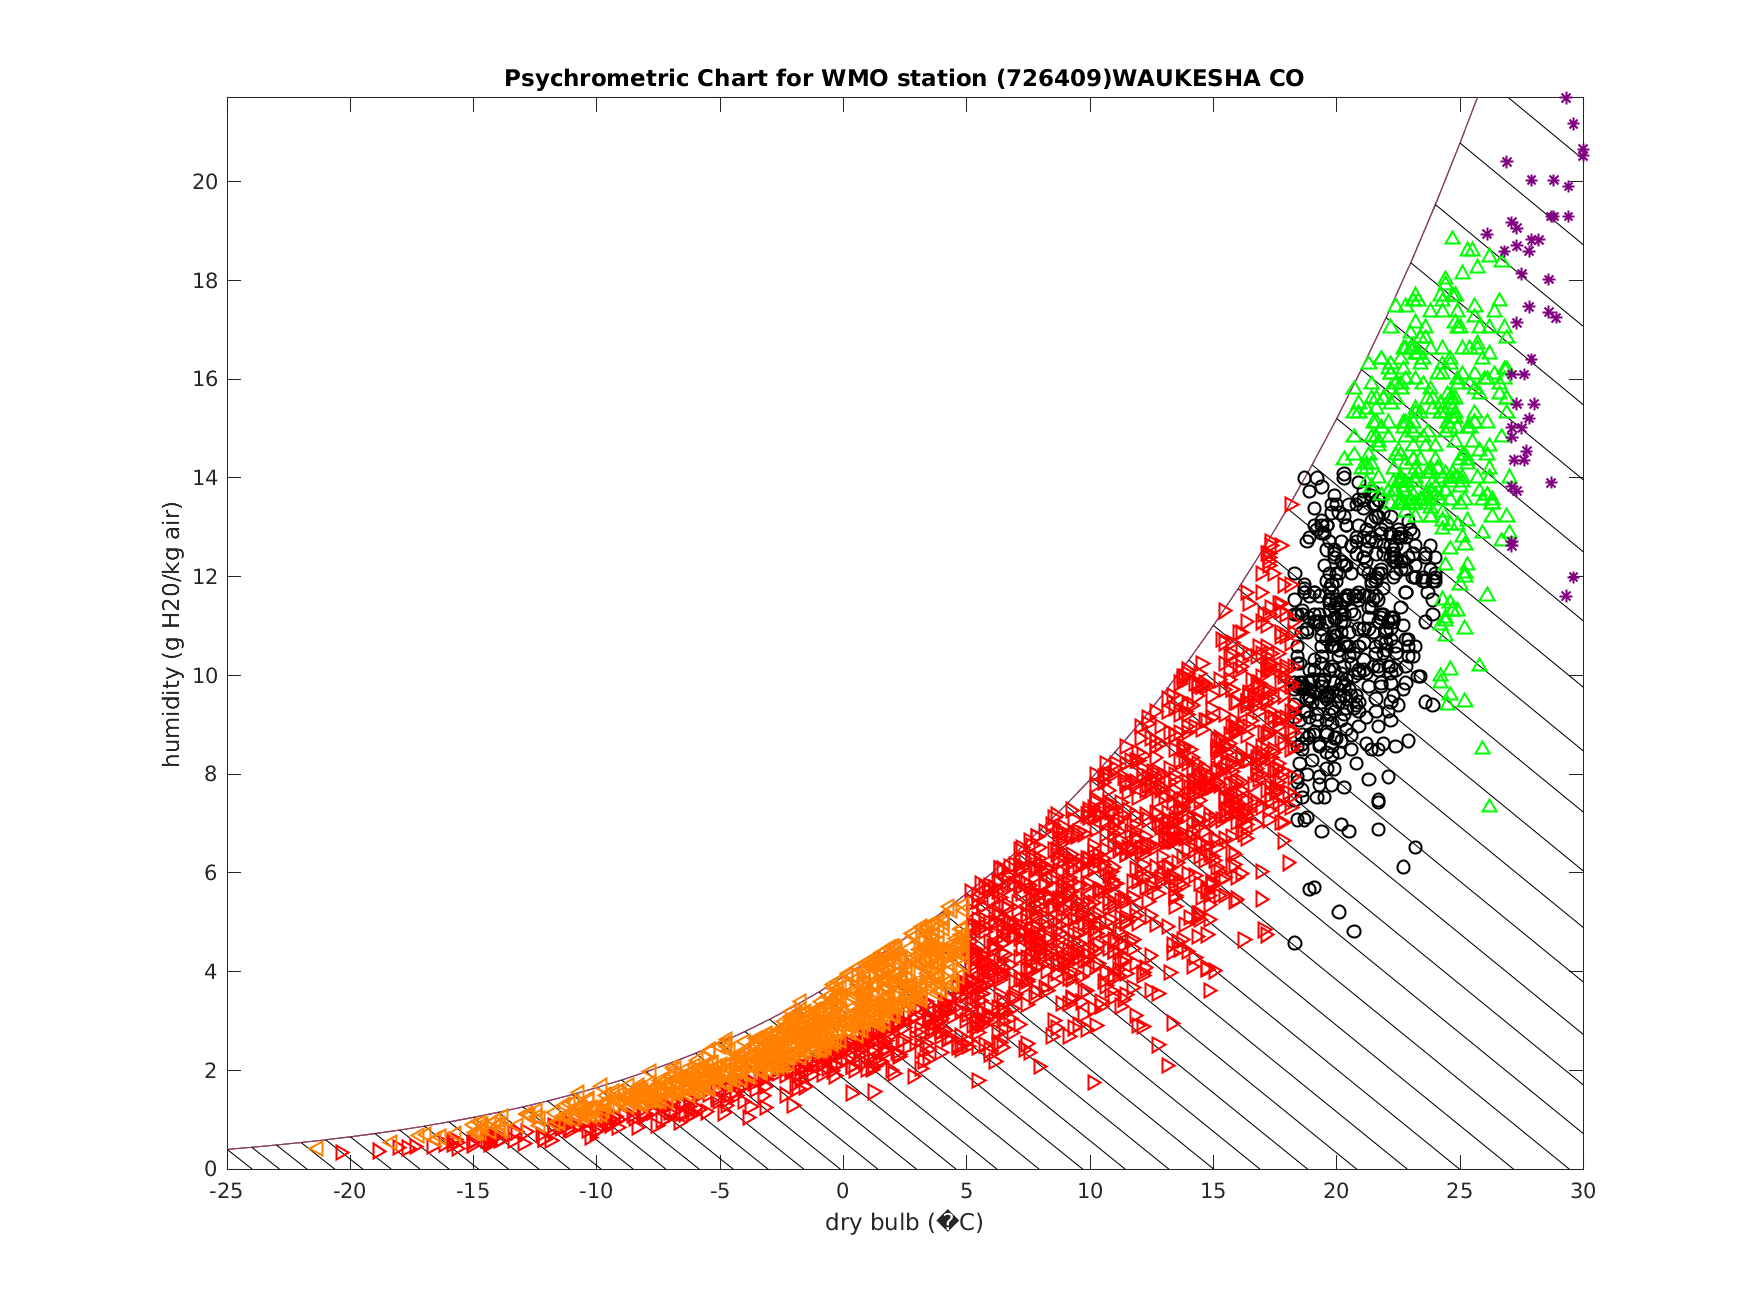 Psychrometric Chart for WMO station (726409)WAUKESHA CO
humidity (g H20/kg air)
20
18
16
14
12
10
8
6
4
2
0
-25 -20 -15 -10 -5 0 5 10 15 20 25 30
dry bulb (�C)